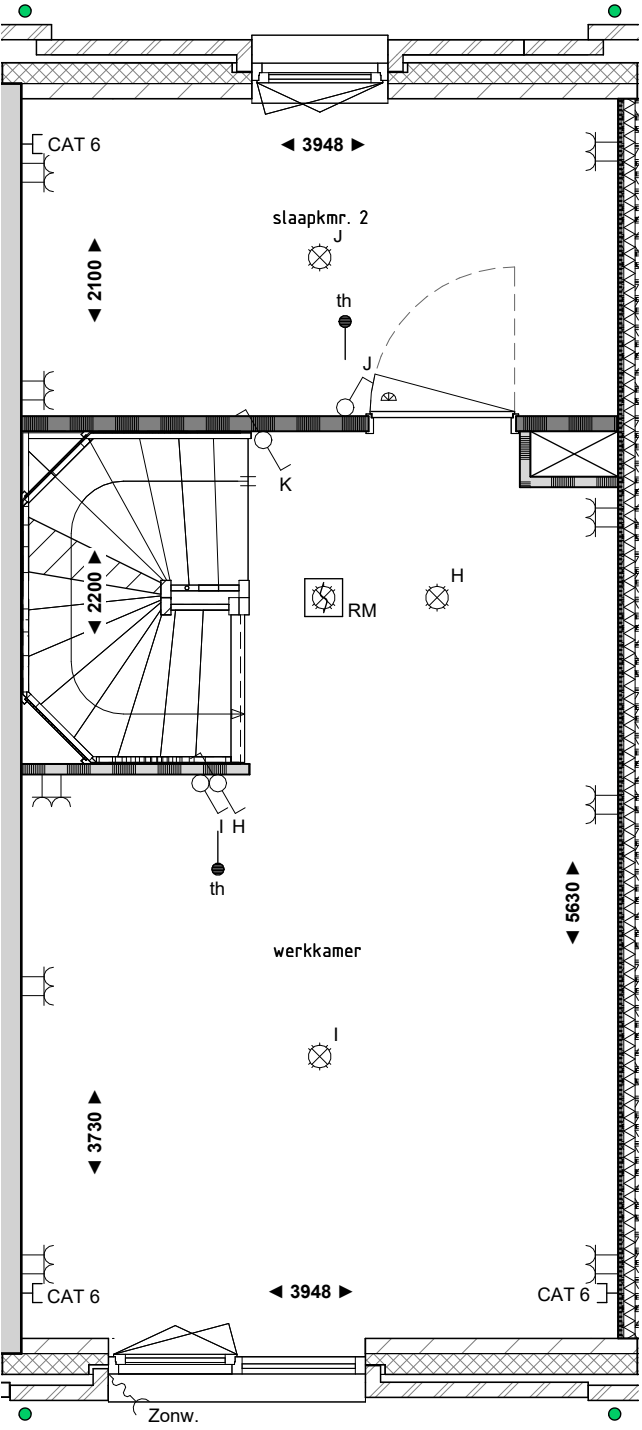 CAT 6
◄ 3948 ►
slaapkmr. 2
J
◄ 2100 ►
th
J
K
◄ 2200 ►
H
RM
I H
th
◄ 5630 ►
werkkamer
I
◄ 3730 ►
◄ 3948 ►
CAT 6
CAT 6
Zonw.